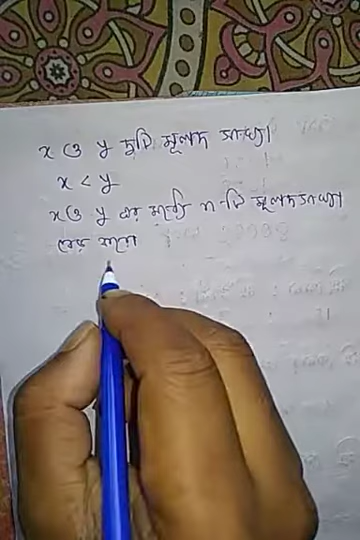 x ও y দুটি মূলদ সংখ্যা
x < y
x ও y এর মধ্যে n-টি মূলদ সংখ্যা
বের করো